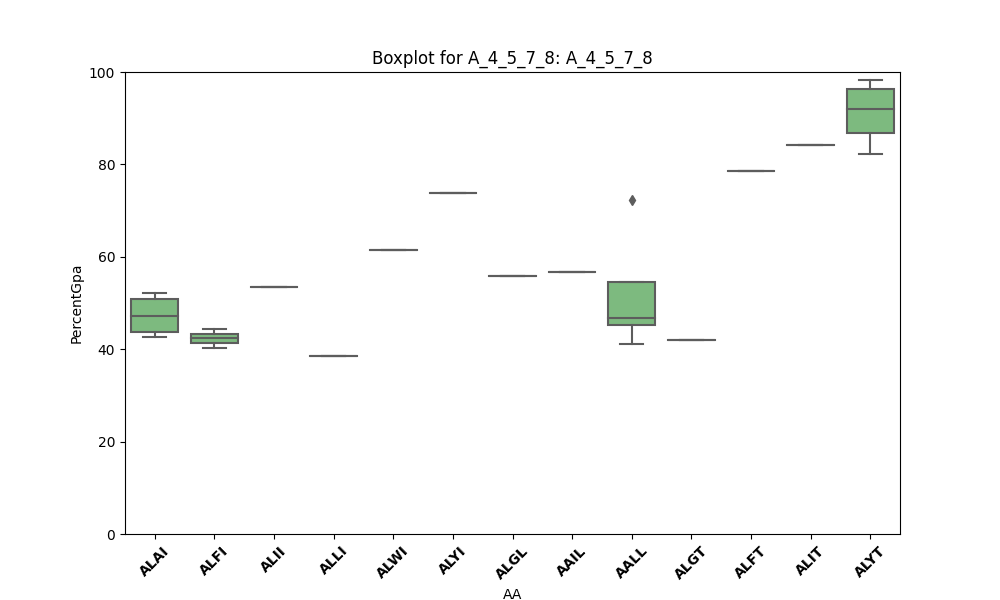 Boxplot for A_4_5_7_8: A_4_5_7_8
PercentGpa
100
80
60
40
20
0
ALAI ALFI ALII ALLI ALWI ALYI ALGL AAIL AALL ALGT ALFT ALIT ALYT
AA